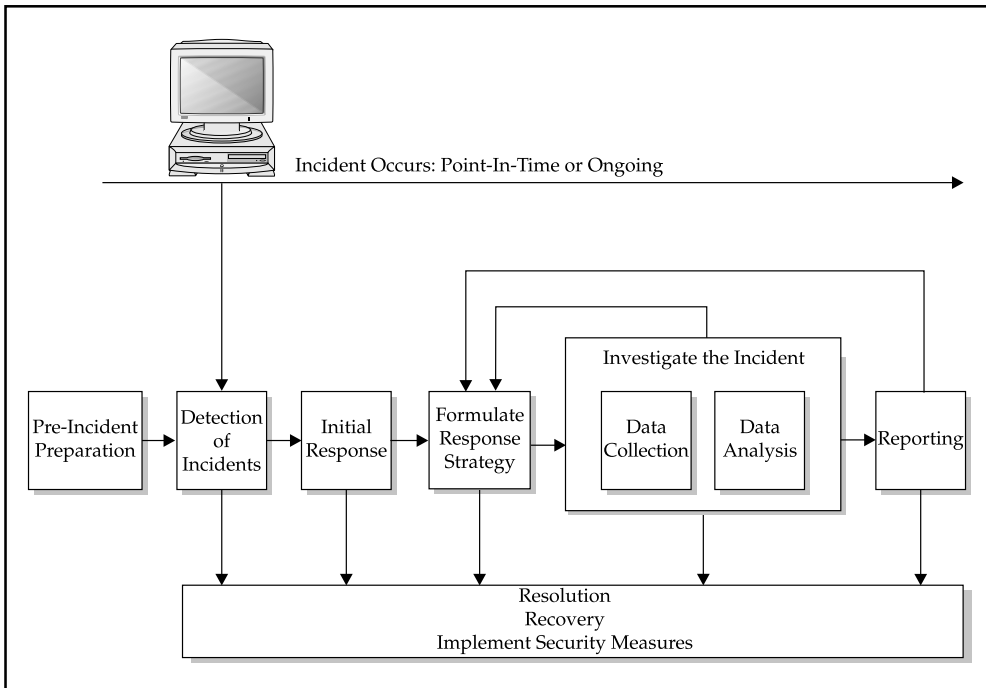 Incident Occurs: Point-In-Time or Ongoing
Pre-Incident
Preparation
Detection
of
Incidents
Initial
Response
Formulate
Response
Strategy
Investigate the Incident
Data
Collection
Data
Analysis
Reporting
Resolution
Recovery
Implement Security Measures